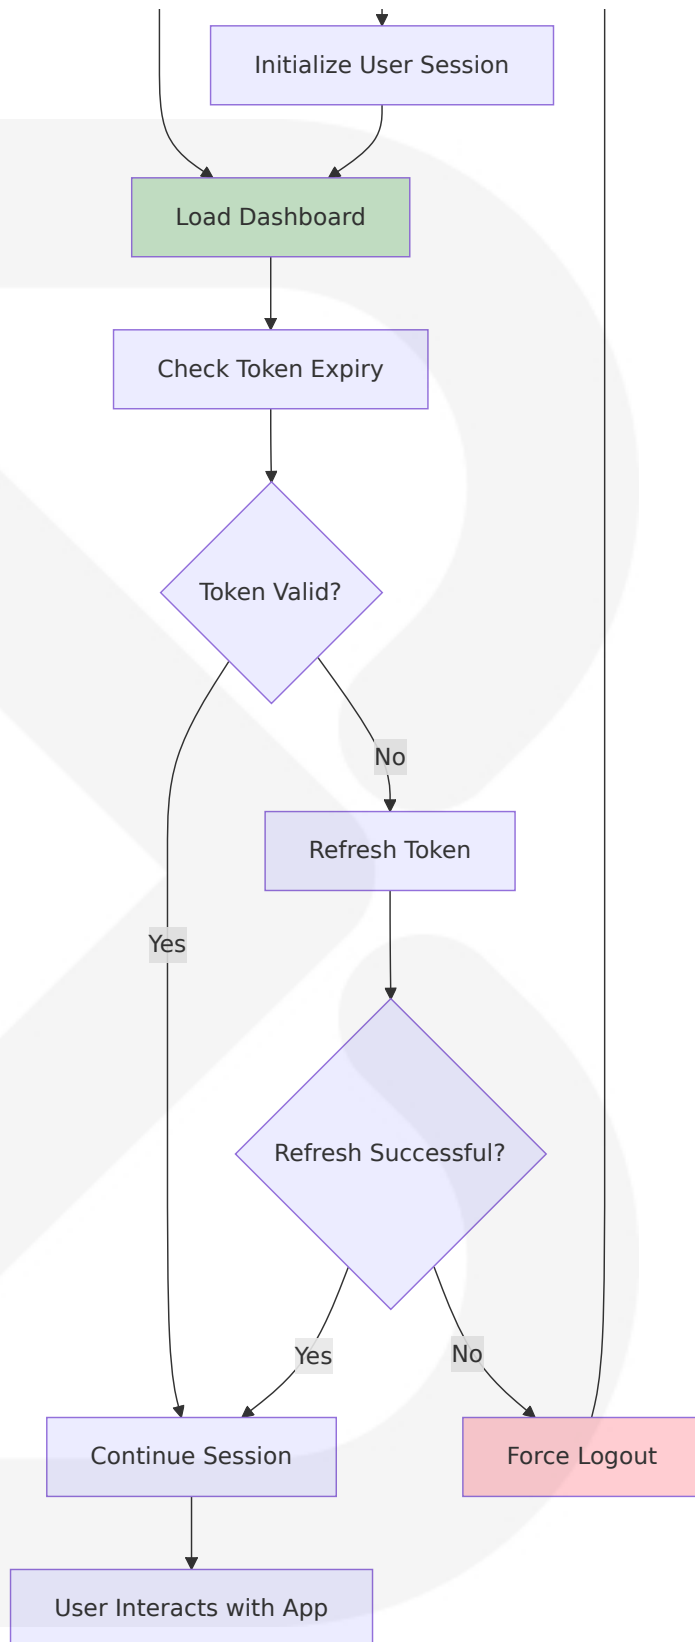 Initialize User Session
Load Dashboard
Check Token Expiry
Token Valid?
No
Refresh Token
Yes
Refresh Successful?
Yes
No
Continue Session
Force Logout
User Interacts with App